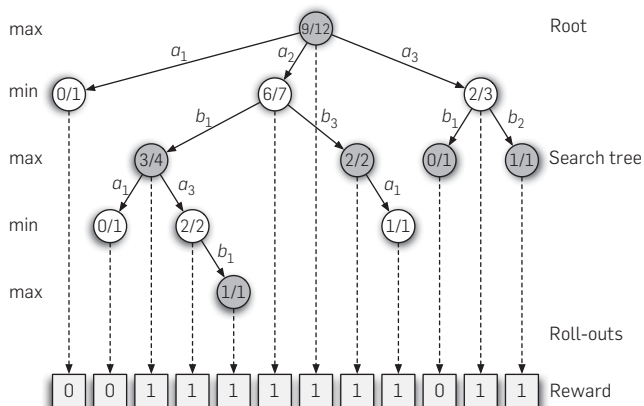 max 9/12 Root
a1 a2 a3
min 0/1 6/7 2/3
b1 b3 b1 b2
max 3/4 2/2 0/1 1/1 Search tree
a1 a3 a1
min 0/1 2/2 1/1
b1
max 1/1
Roll-outs
0 0 1 1 1 1 1 1 1 0 1 1 Reward